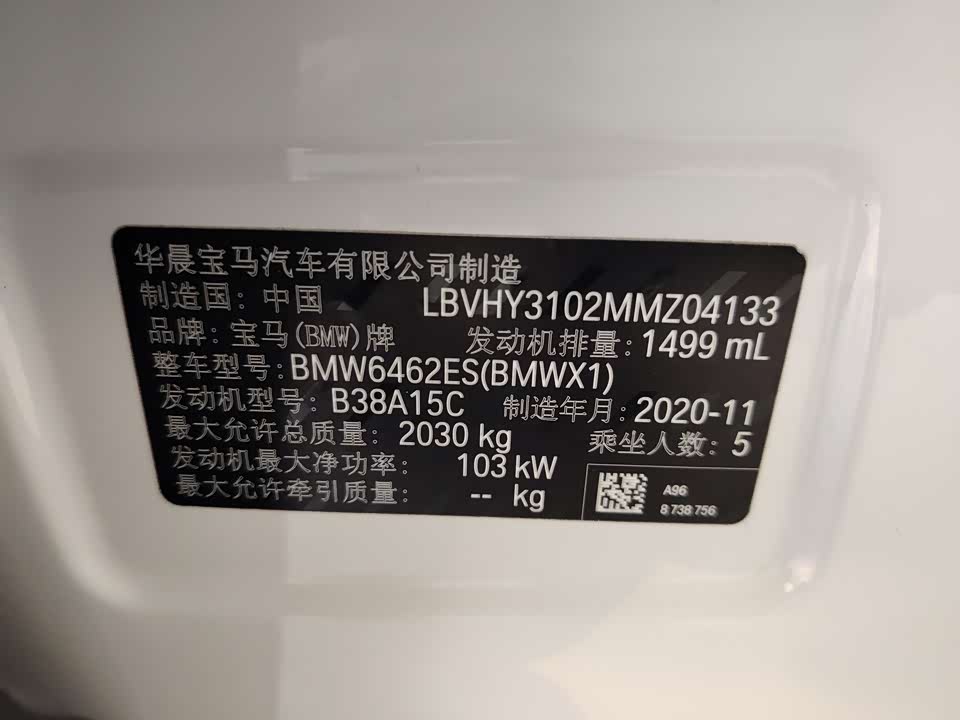 华晨宝马汽车有限公司制造
制造国: 中国 LBVHY3102MMZ04133
品牌: 宝马(BMW)牌 发动机排量: 1499 mL
整车型号: BMW6462ES(BMWX1)
发动机型号: B38A15C 制造年月: 2020-11
最大允许总质量: 2030 kg 乘坐人数: 5
发动机最大净功率: 103 kW
最大允许牵引质量: -- kg
A96
8 738 756